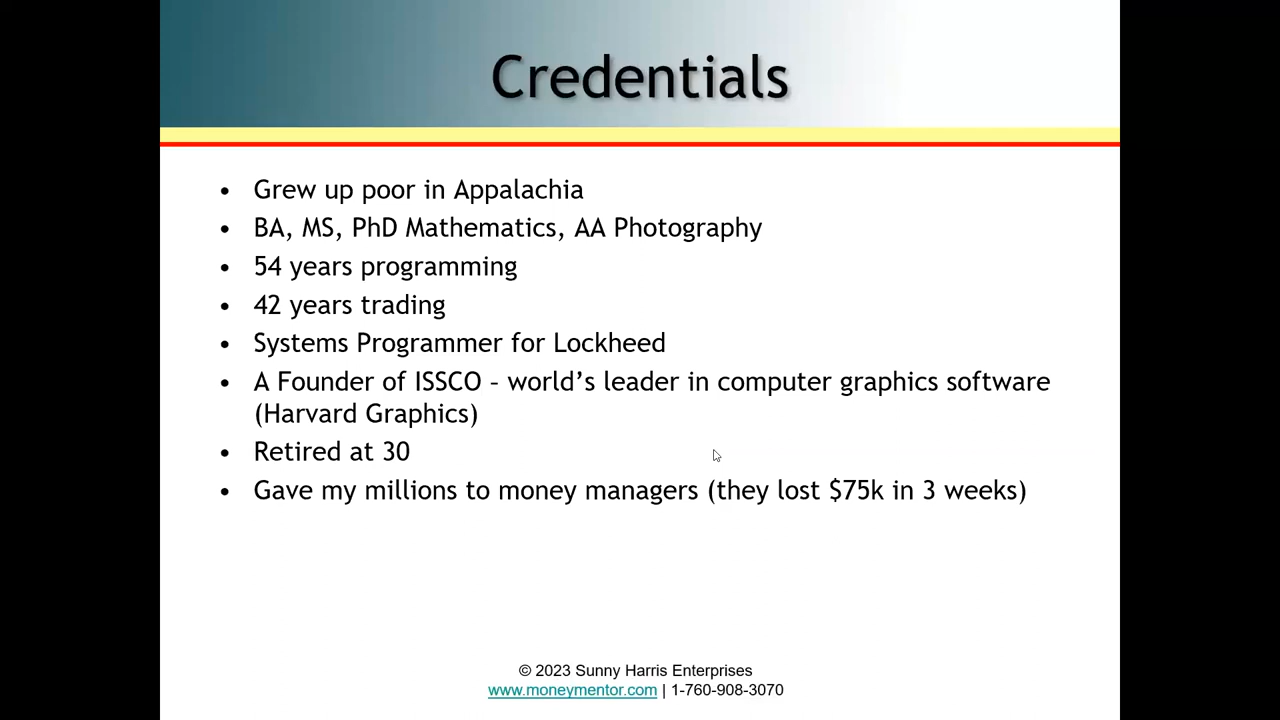 Credentials
• Grew up poor in Appalachia
• BA, MS, PhD Mathematics, AA Photography
• 54 years programming
• 42 years trading
• Systems Programmer for Lockheed
• A Founder of ISSCO – world’s leader in computer graphics software
(Harvard Graphics)
• Retired at 30
• Gave my millions to money managers (they lost $75k in 3 weeks)
© 2023 Sunny Harris Enterprises
www.moneymentor.com | 1-760-908-3070